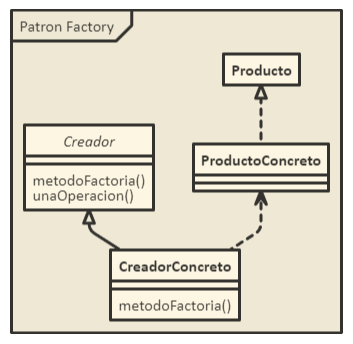 Patron Factory
Producto
Creador
metodoFactoria()
unaOperacion()
ProductoConcreto
CreadorConcreto
metodoFactoria()